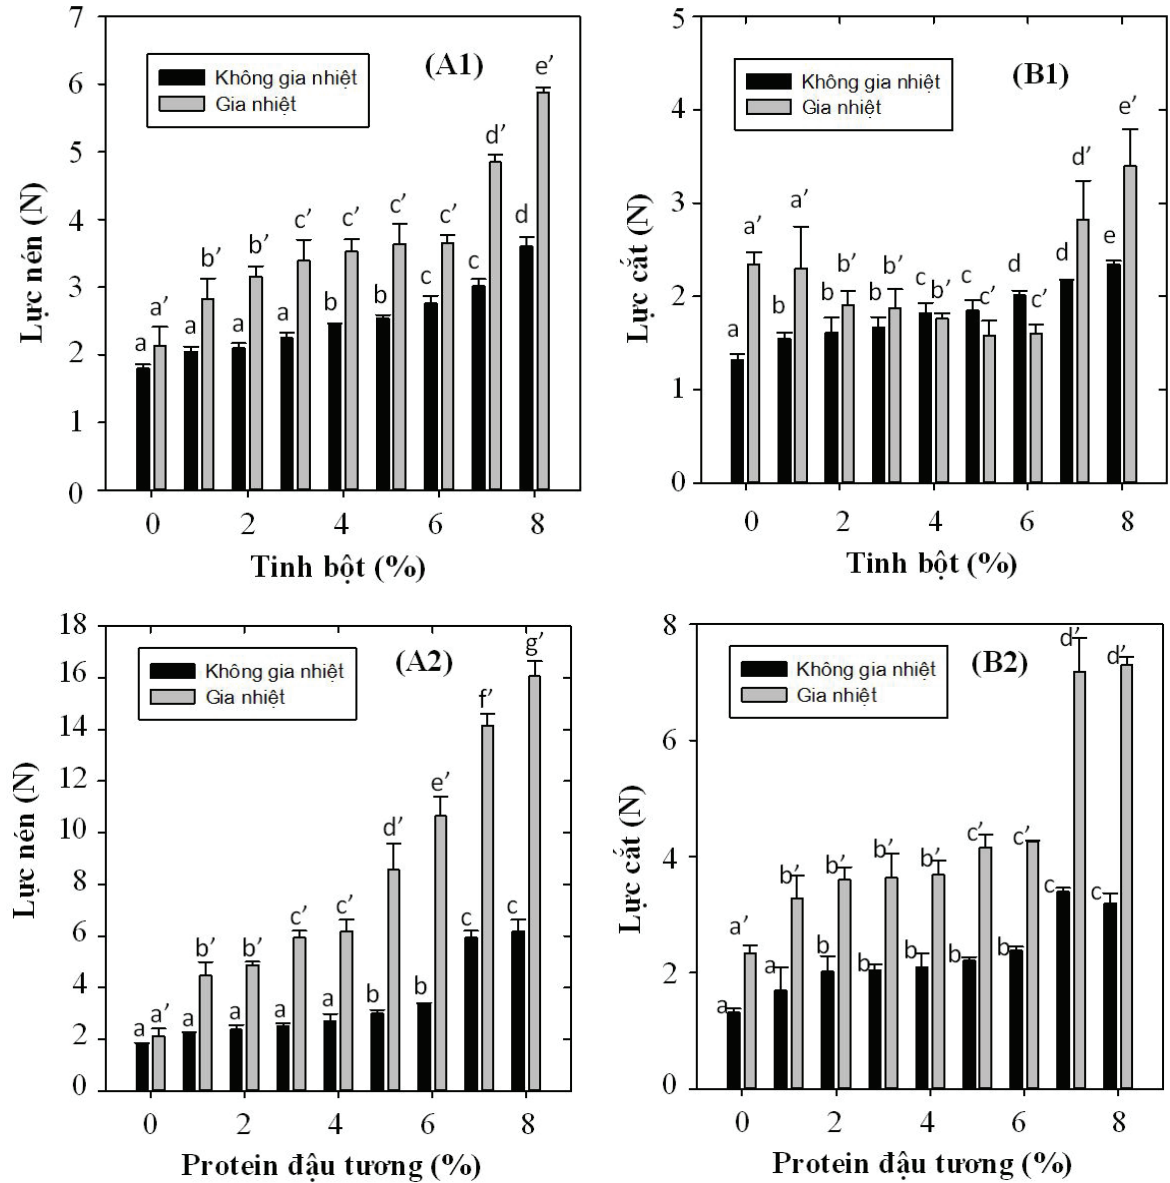 (A1)
Không gia nhiệt
Gia nhiệt
Lực nén (N)
7
6
5
4
3
2
1
0
a a' a b' a b' a c' b c' b c' c c' c d' d e'
0 2 4 6 8
Tinh bột (%)
(B1)
Không gia nhiệt
Gia nhiệt
Lực cắt (N)
5
4
3
2
1
0
a a' b a' b b' b b' c b' c c' d c' d d' e e'
0 2 4 6 8
Tinh bột (%)
(A2)
Không gia nhiệt
Gia nhiệt
Lực nén (N)
18
16
14
12
10
8
6
4
2
0
a a' a b' a b' a c' a c' b d' b e' c f' c g'
0 2 4 6 8
Protein đậu tương (%)
(B2)
Không gia nhiệt
Gia nhiệt
Lực cắt (N)
8
6
4
2
0
a a' a b' b b' b b' b b' b c' b c' c d' c d'
0 2 4 6 8
Protein đậu tương (%)